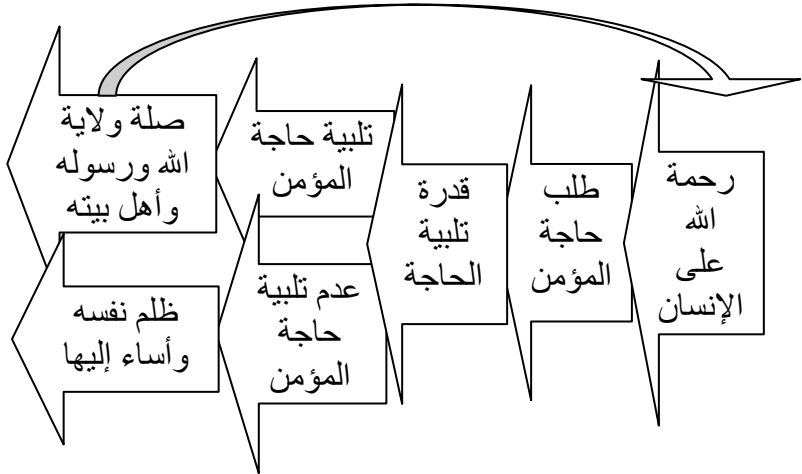 رحمة
الله
على
الإنسان
طلب
حاجة
المؤمن
قدرة
تلبية
الحاجة
تلبية حاجة
المؤمن
صلة ولاية
الله ورسوله
وأهل بيته
عدم تلبية
حاجة
المؤمن
ظلم نفسه
وأساء إليها